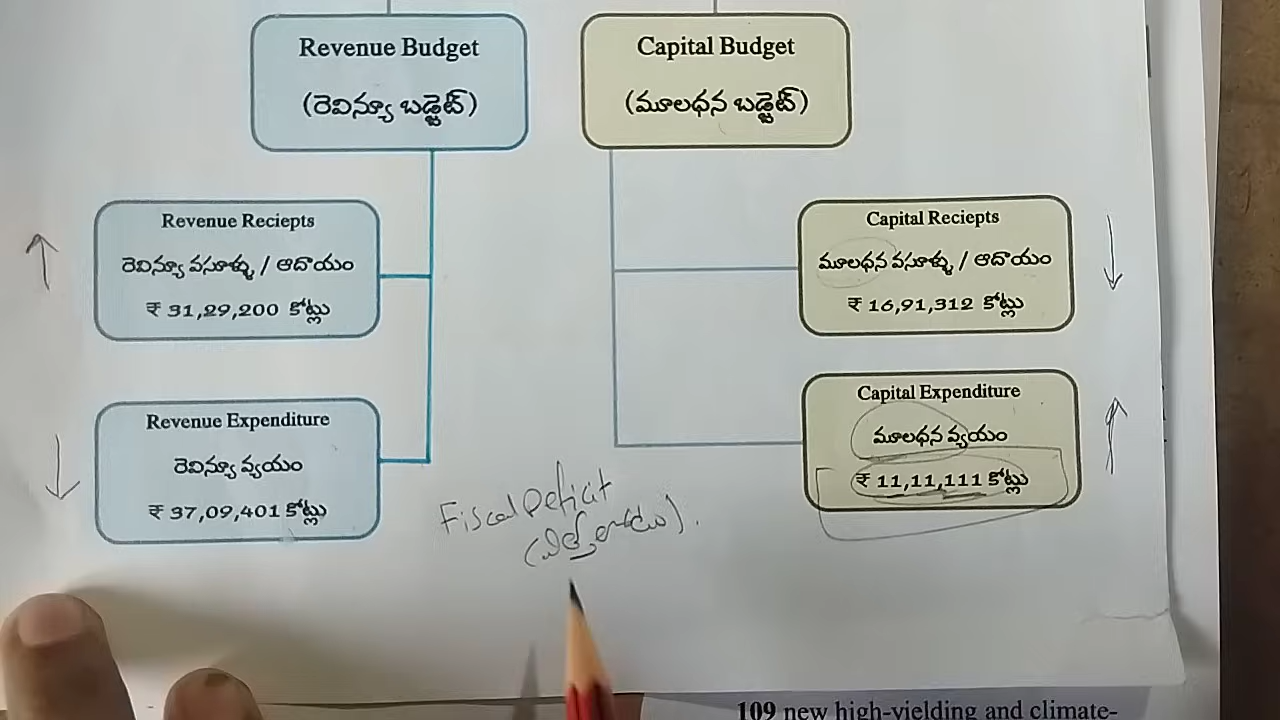 Revenue Budget
(రెవిన్యూ బడ్జెట్)
Capital Budget
(మూలధన బడ్జెట్)
Revenue Reciepts
రెవిన్యూ వసూళ్ళు / ఆదాయం
₹ 31,29,200 కోట్లు
Capital Reciepts
మూలధన వసూళ్ళు / ఆదాయం
₹ 16,91,312 కోట్లు
Revenue Expenditure
రెవిన్యూ వ్యయం
₹ 37,09,401 కోట్లు
Capital Expenditure
మూలధన వ్యయం
₹ 11,11,111 కోట్లు
Fiscal Deficit
109 new high-yielding and climate-